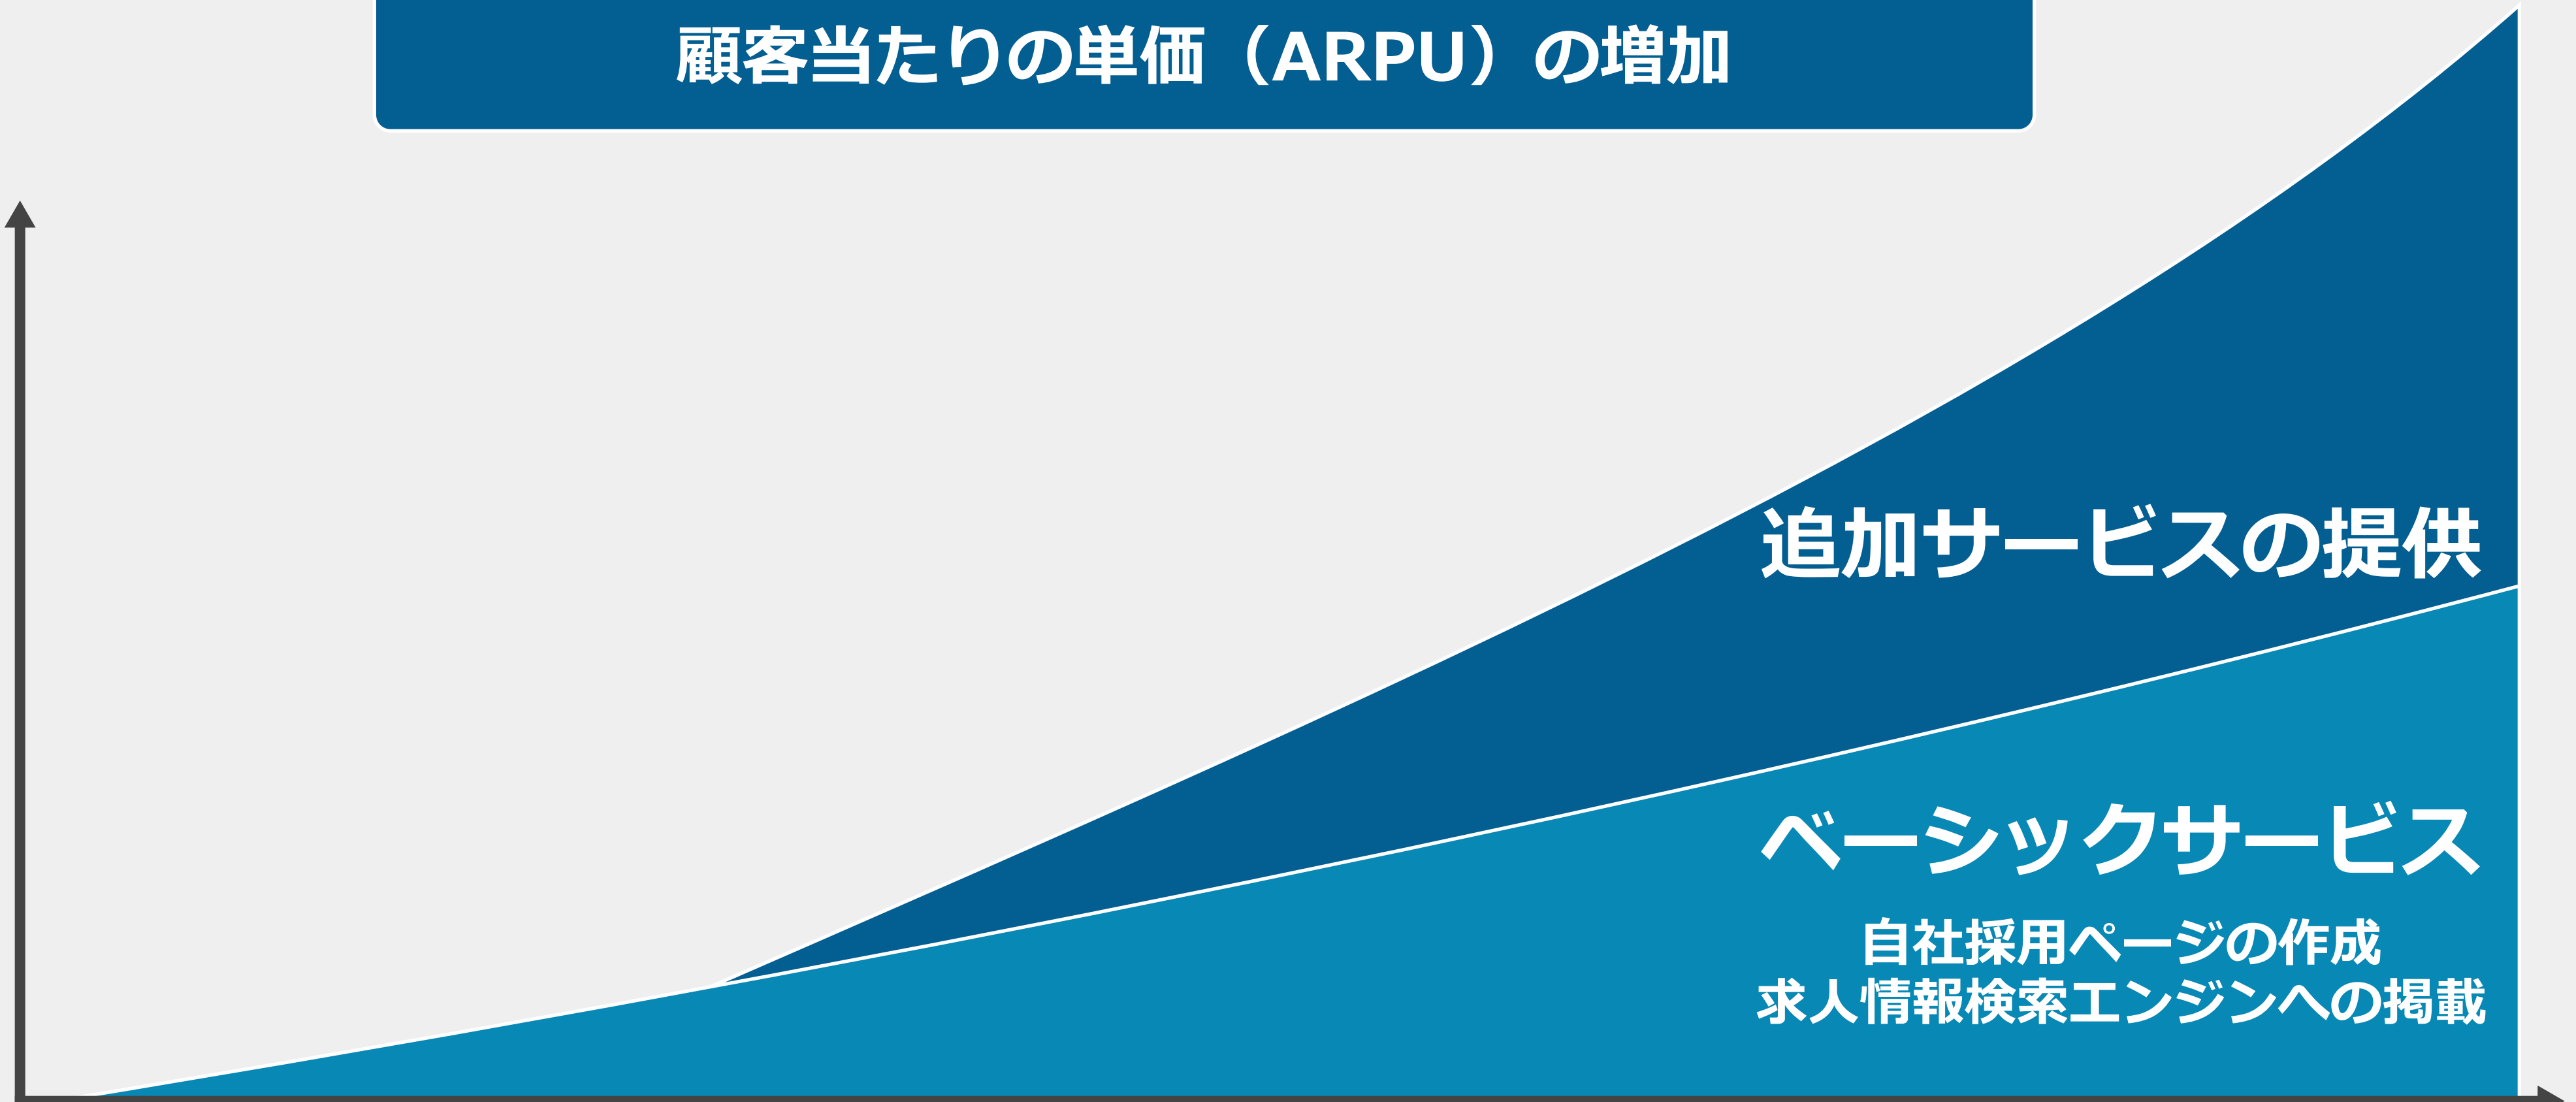 顧客当たりの単価（ARPU）の増加
追加サービスの提供
ベーシックサービス
自社採用ページの作成
求人情報検索エンジンへの掲載